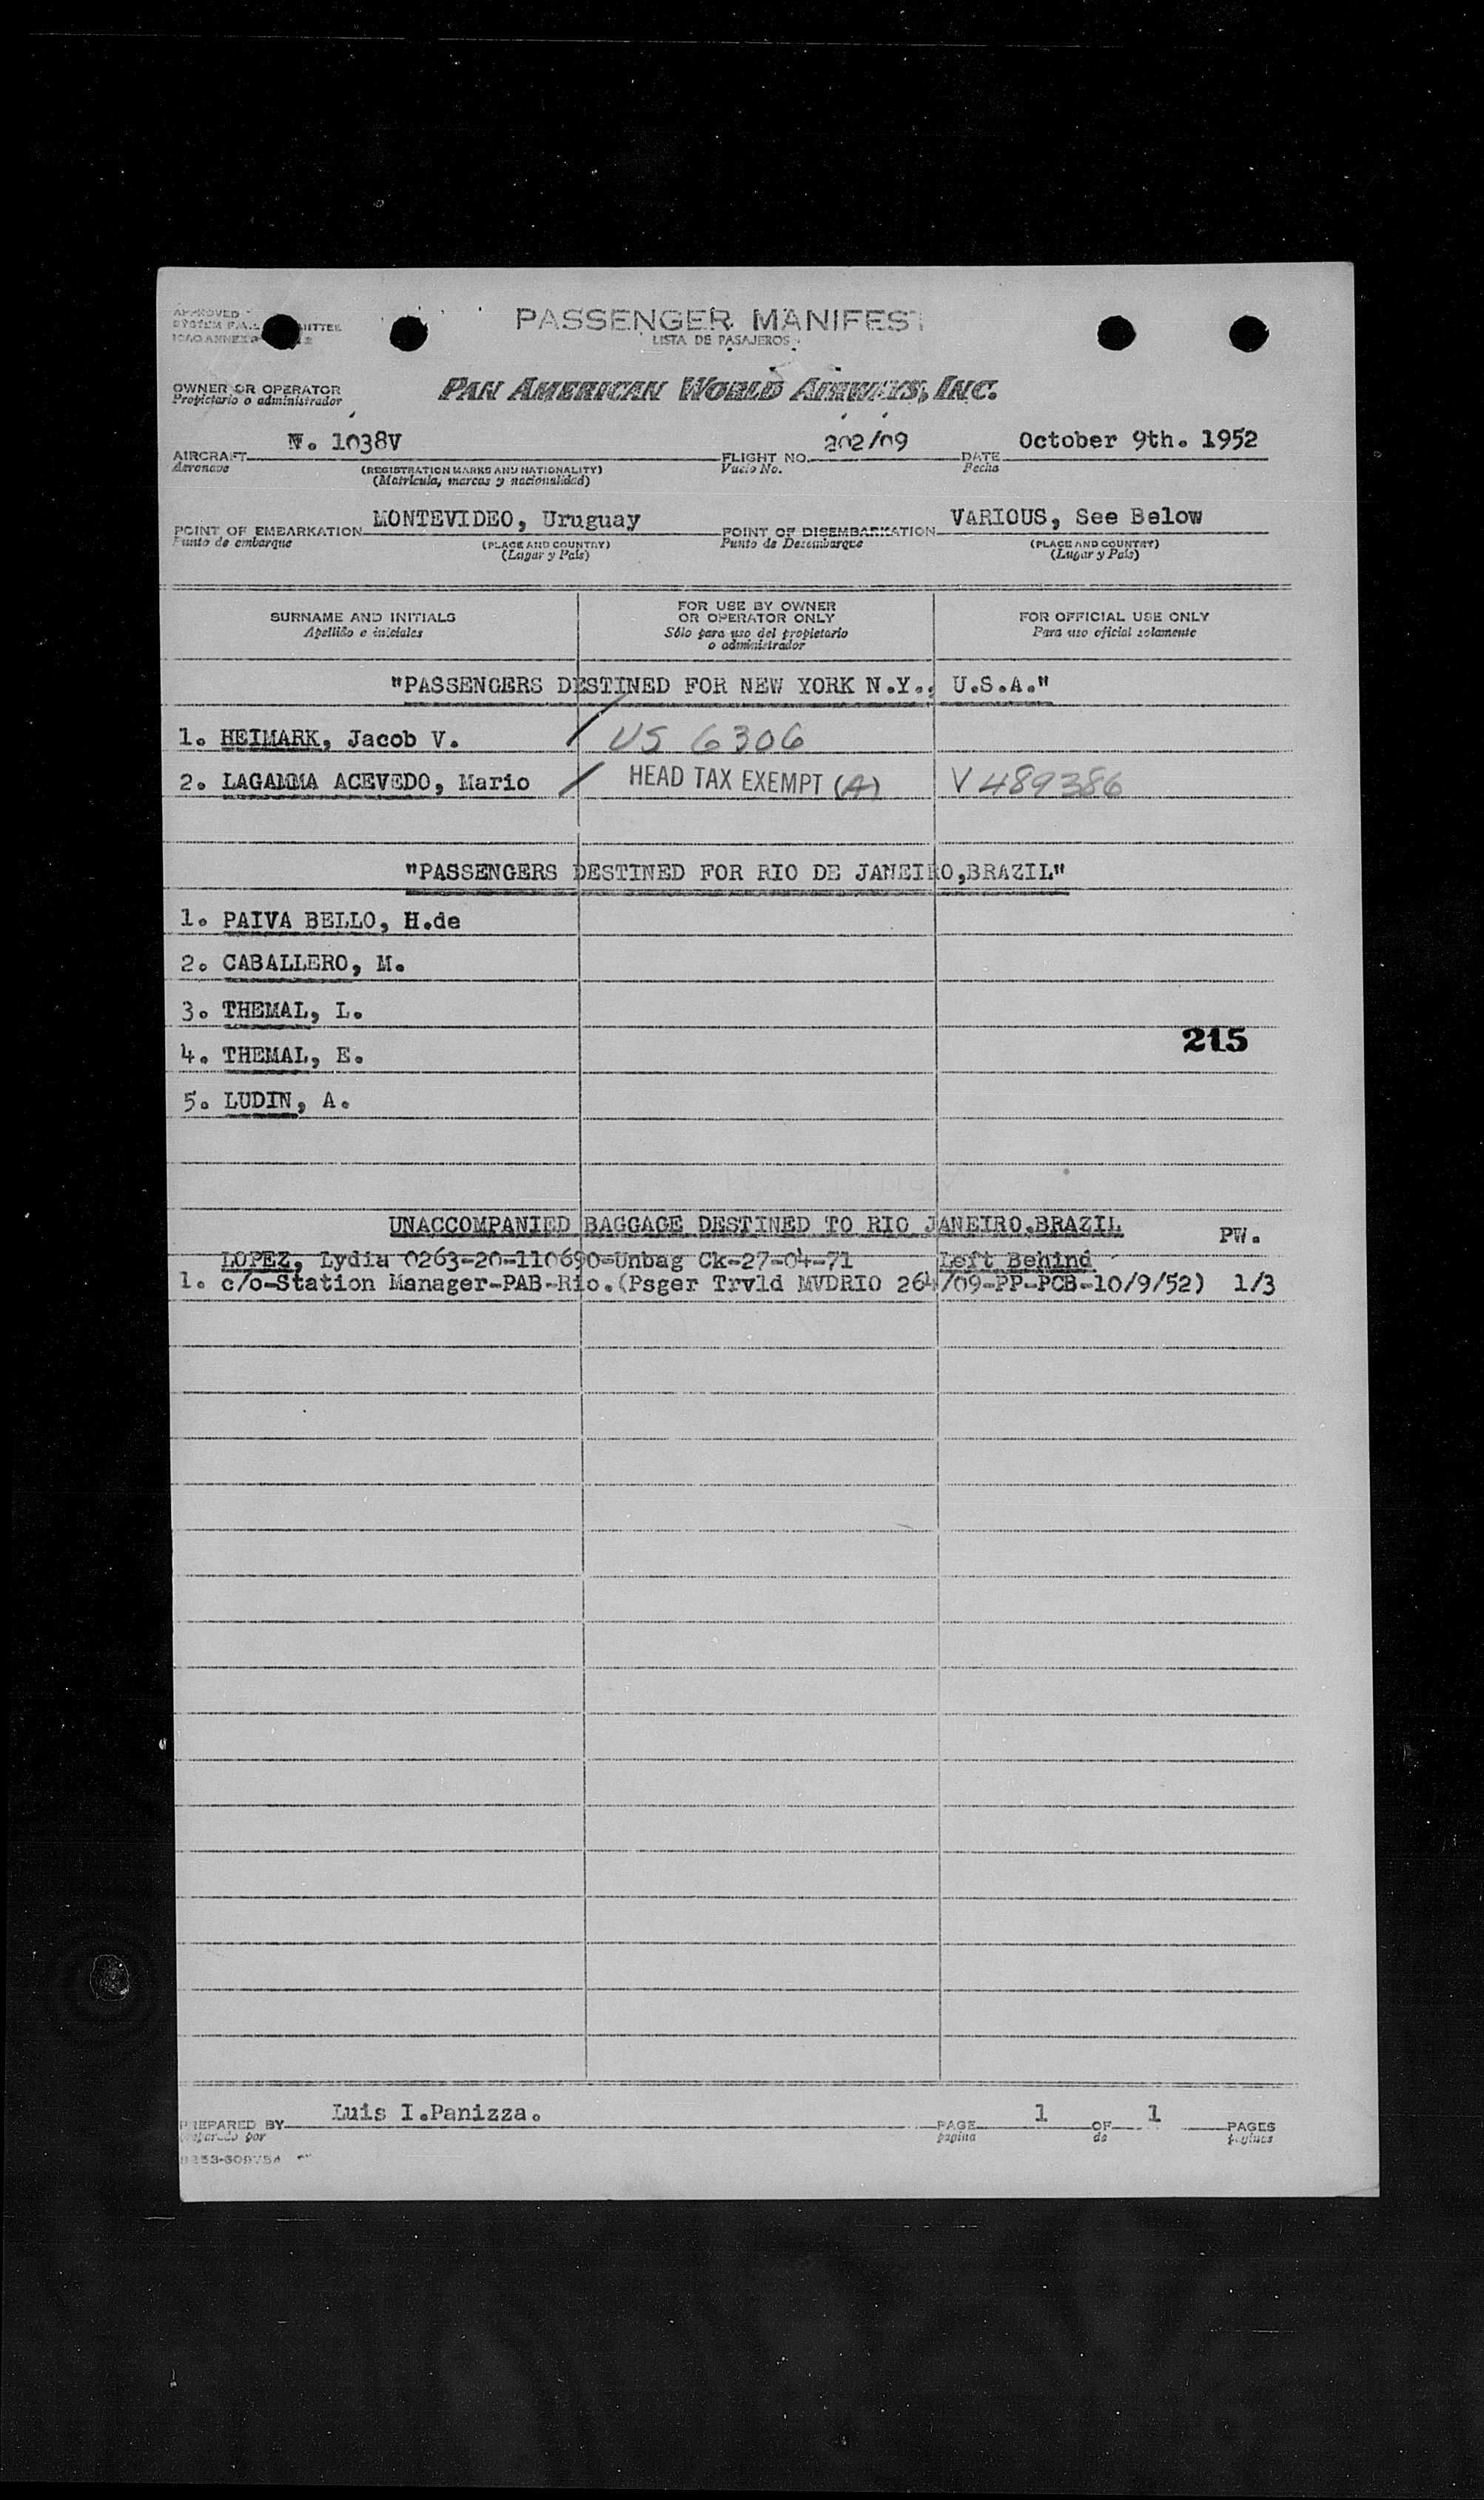 APPROVED
ITTEE
PASSENGER MANIFEST
LISTA DE PASAJEROS
OWNER OR OPERATOR
Propietario o administrador
PAN AMERICAN WORLD AIRWAYS, INC.
AIRCRAFT N. 1038V FLIGHT NO. 202/09 DATE October 9th. 1952
Aeronave (REGISTRATION MARKS AND NATIONALITY) Vuelo No. Fecha
(Matricula, marcas y nacionalidad)
POINT OF EMBARKATION MONTEVIDEO, Uruguay POINT OF DISEMBARKATION VARIOUS, See Below
Punto de embarque (PLACE AND COUNTRY) Punto de Desembarque (PLACE AND COUNTRY)
(Lugar y País) (Lugar y País)
SURNAME AND INITIALS
Apellido e iniciales
FOR USE BY OWNER
OR OPERATOR ONLY
Sólo para uso del propietario
o administrador
FOR OFFICIAL USE ONLY
Para uso oficial solamente
"PASSENGERS DESTINED FOR NEW YORK N.Y., U.S.A."
1. HEIMARK, Jacob V. / US 6306
2. LAGAMMA ACEVEDO, Mario / HEAD TAX EXEMPT (A) V 489386
"PASSENGERS DESTINED FOR RIO DE JANEIRO,BRAZIL"
1. PAIVA BELLO, H.de
2. CABALLERO, M.
3. THEMAL, L.
215
4. THEMAL, E.
5. LUDIN, A.
UNACCOMPANIED BAGGAGE DESTINED TO RIO JANEIRO,BRAZIL PW.
LOPEZ, Lydia 0263-20-110690-Unbag Ck-27-04-71 Left Behind
1. c/o-Station Manager-PAB-Rio.(Psger Trvld MVDRIO 264/09-PP-PCB-10/9/52) 1/3
PREPARED BY Luis I.Panizza. PAGE 1 OF 1 PAGES
por página de páginas